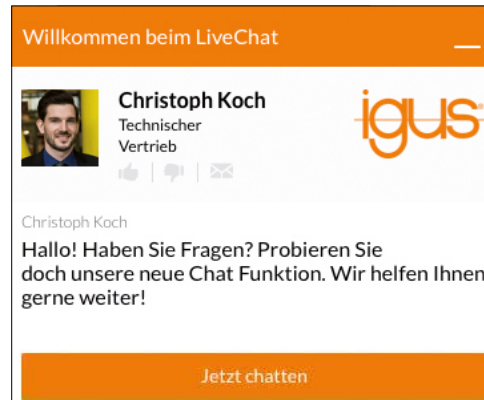 Willkommen beim LiveChat
Christoph Koch
Technischer
Vertrieb
igus®
Christoph Koch
Hallo! Haben Sie Fragen? Probieren Sie
doch unsere neue Chat Funktion. Wir helfen Ihnen
gerne weiter!
Jetzt chatten